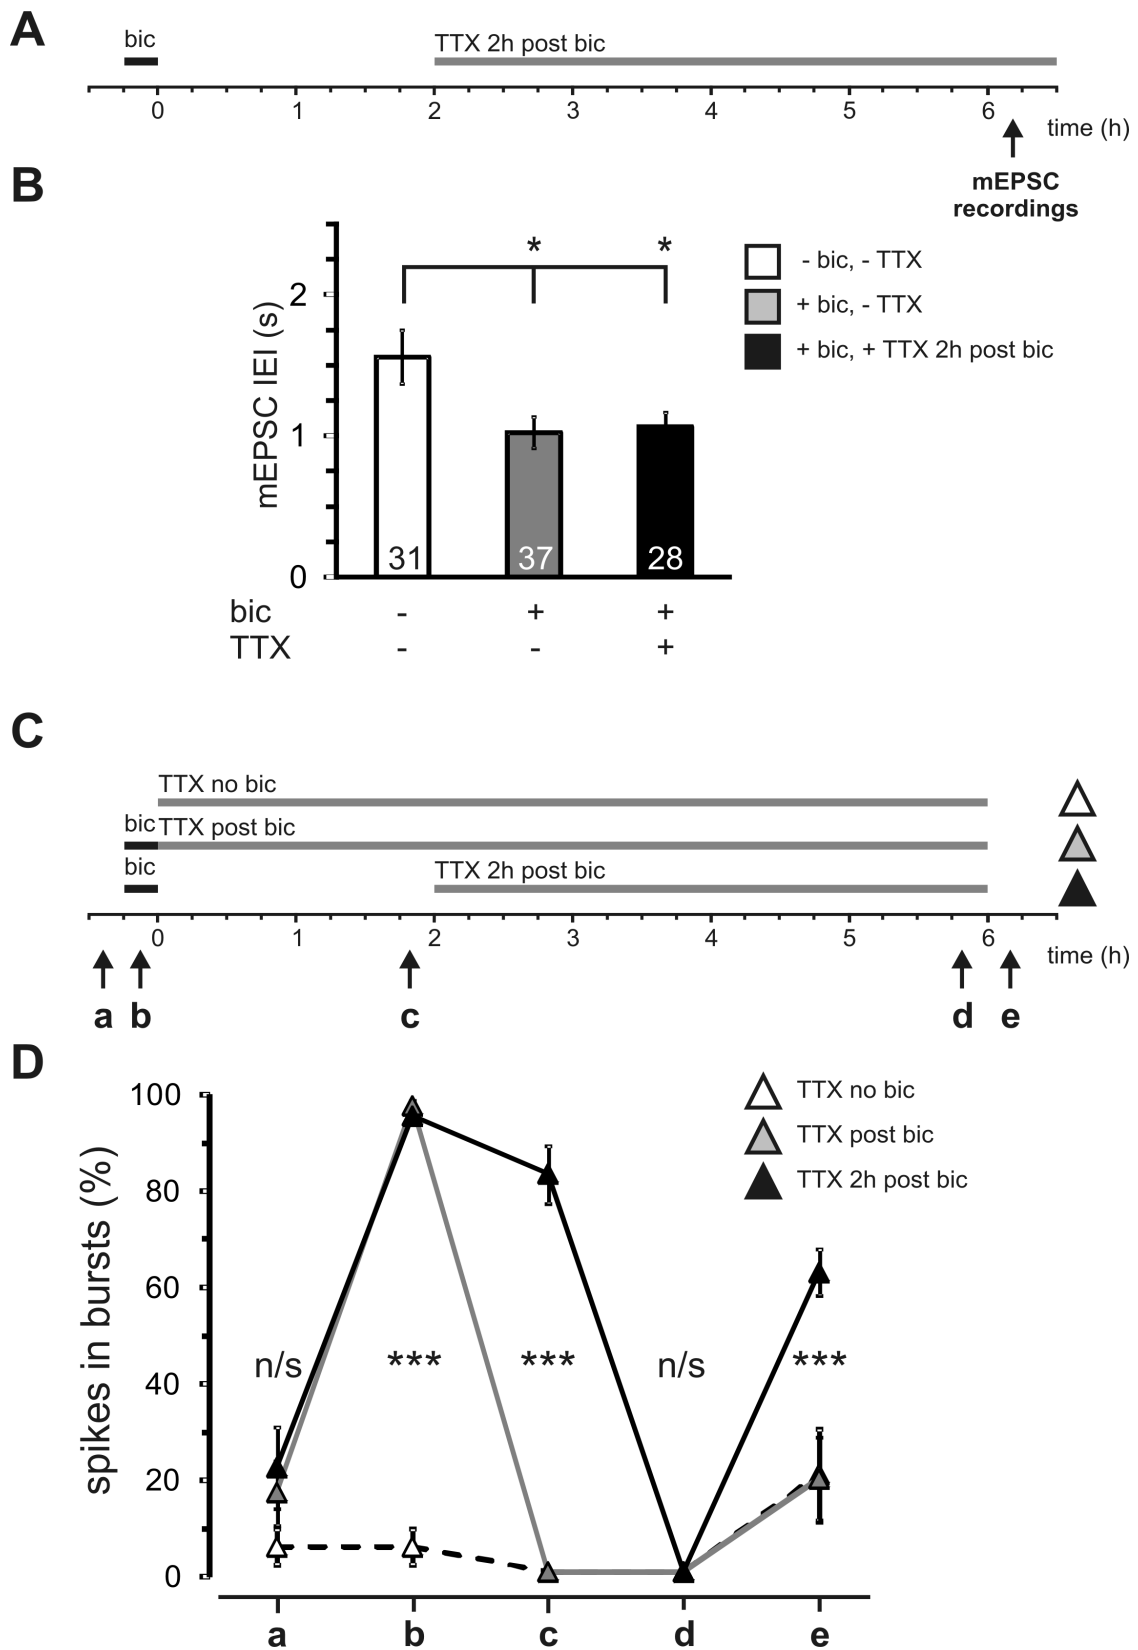 A
bic
TTX 2h post bic
0 1 2 3 4 5 6
time (h)
mEPSC
recordings
B
mEPSC IEI (s)
2
1
0
* *
- bic, - TTX
+ bic, - TTX
+ bic, + TTX 2h post bic
31 37 28
bic - + +
TTX - - +
C
TTX no bic
bic TTX post bic
bic TTX 2h post bic
0 1 2 3 4 5 6
time (h)
a b c d e
D
spikes in bursts (%)
100
80
60
40
20
0
TTX no bic
TTX post bic
TTX 2h post bic
n/s *** *** n/s ***
a b c d e